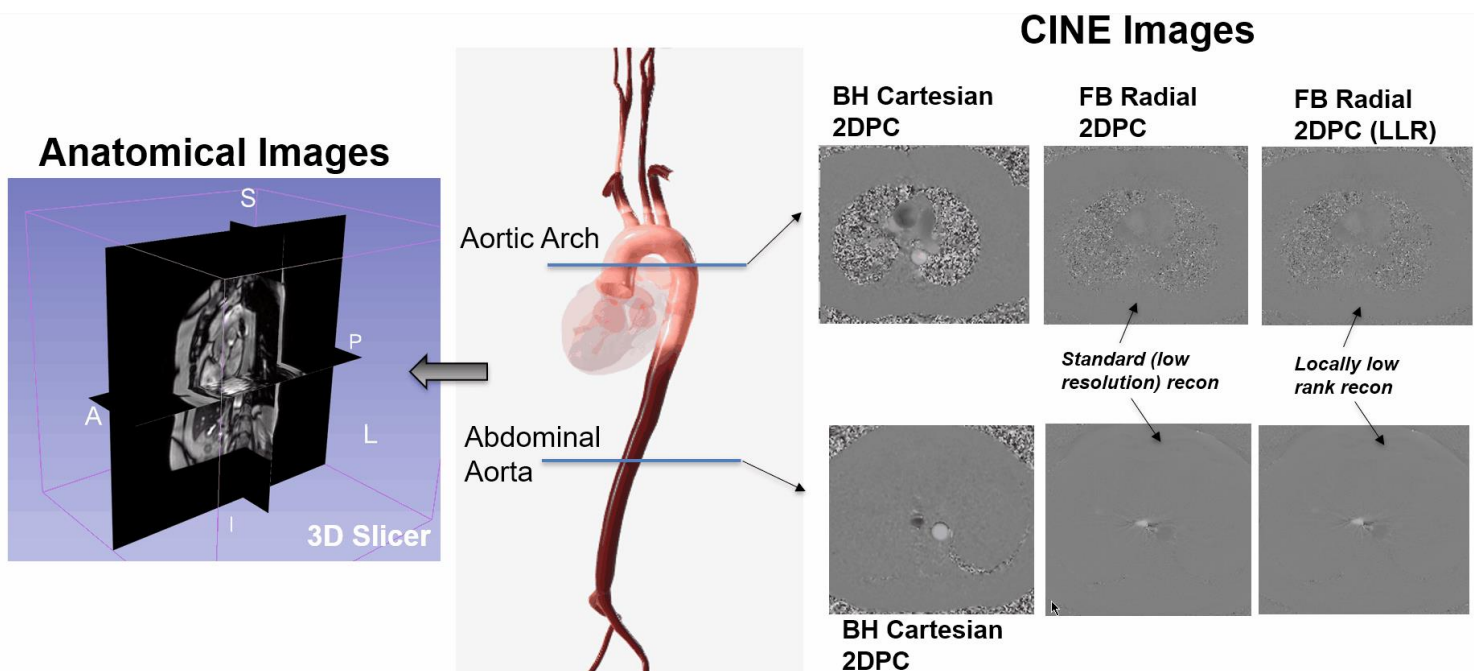 CINE Images
Anatomical Images
S
P
A
L
I
3D Slicer
Aortic Arch
Abdominal
Aorta
BH Cartesian
2DPC
FB Radial
2DPC
FB Radial
2DPC (LLR)
Standard (low
resolution) recon
Locally low
rank recon
BH Cartesian
2DPC